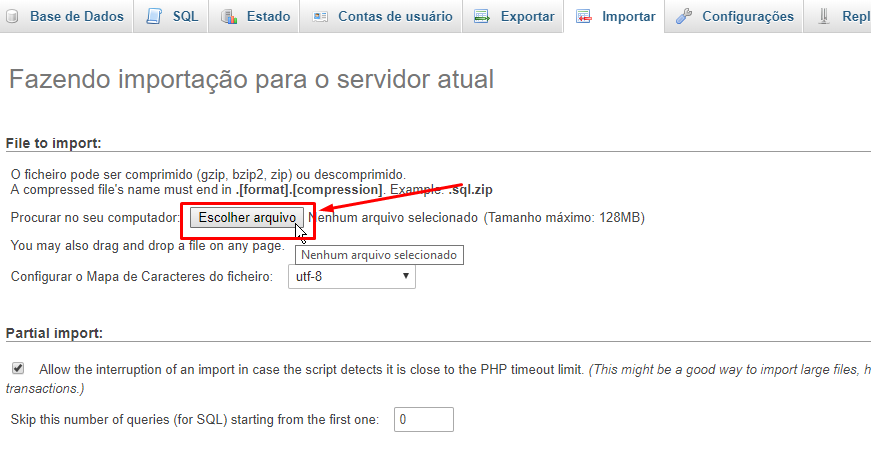 Base de Dados SQL Estado Contas de usuário Exportar Importar Configurações Repl
Fazendo importação para o servidor atual
File to import:
O ficheiro pode ser comprimido (gzip, bzip2, zip) ou descomprimido.
A compressed file's name must end in .[format].[compression]. Example: .sql.zip
Procurar no seu computador: Escolher arquivo Nenhum arquivo selecionado (Tamanho máximo: 128MB)
You may also drag and drop a file on any page.
Nenhum arquivo selecionado
Configurar o Mapa de Caracteres do ficheiro: utf-8
Partial import:
Allow the interruption of an import in case the script detects it is close to the PHP timeout limit. (This might be a good way to import large files, h
transactions.)
Skip this number of queries (for SQL) starting from the first one: 0